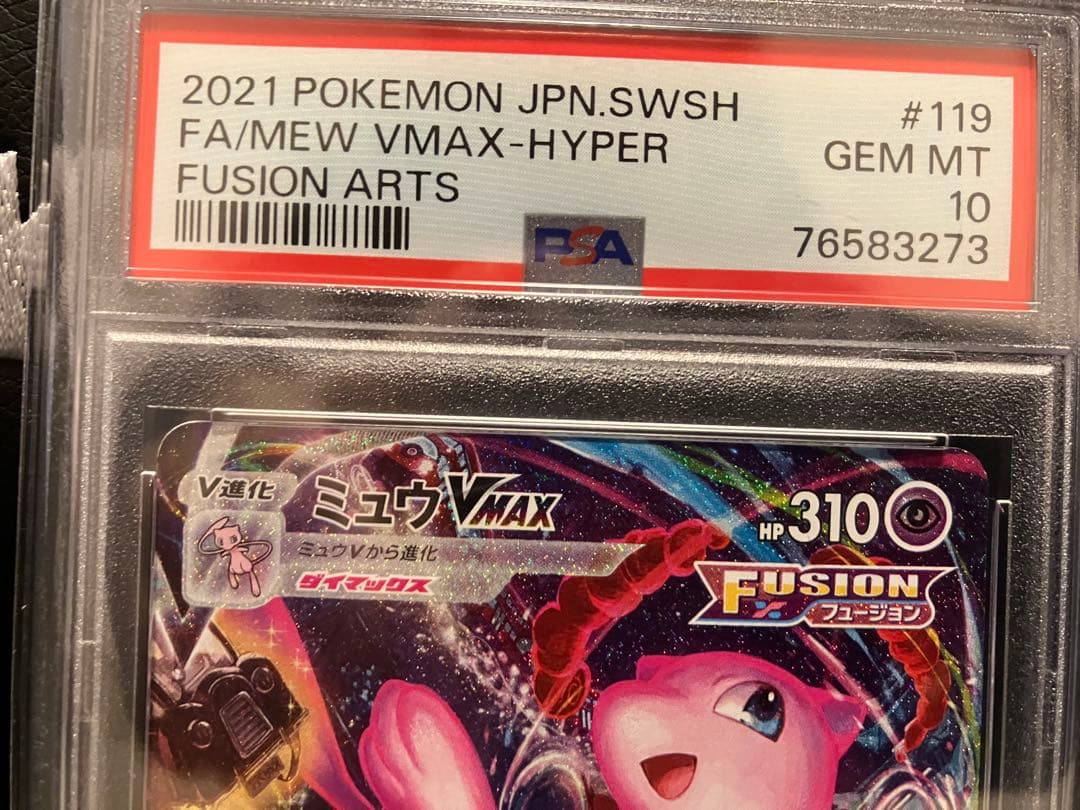 2021 POKEMON JPN.SWSH #119
FA/MEW VMAX-HYPER GEM MT
FUSION ARTS 10
PSA 76583273
V進化 ミュウVMAX HP310
ミュウVから進化
ダイマックス
FUSION
フュージョン